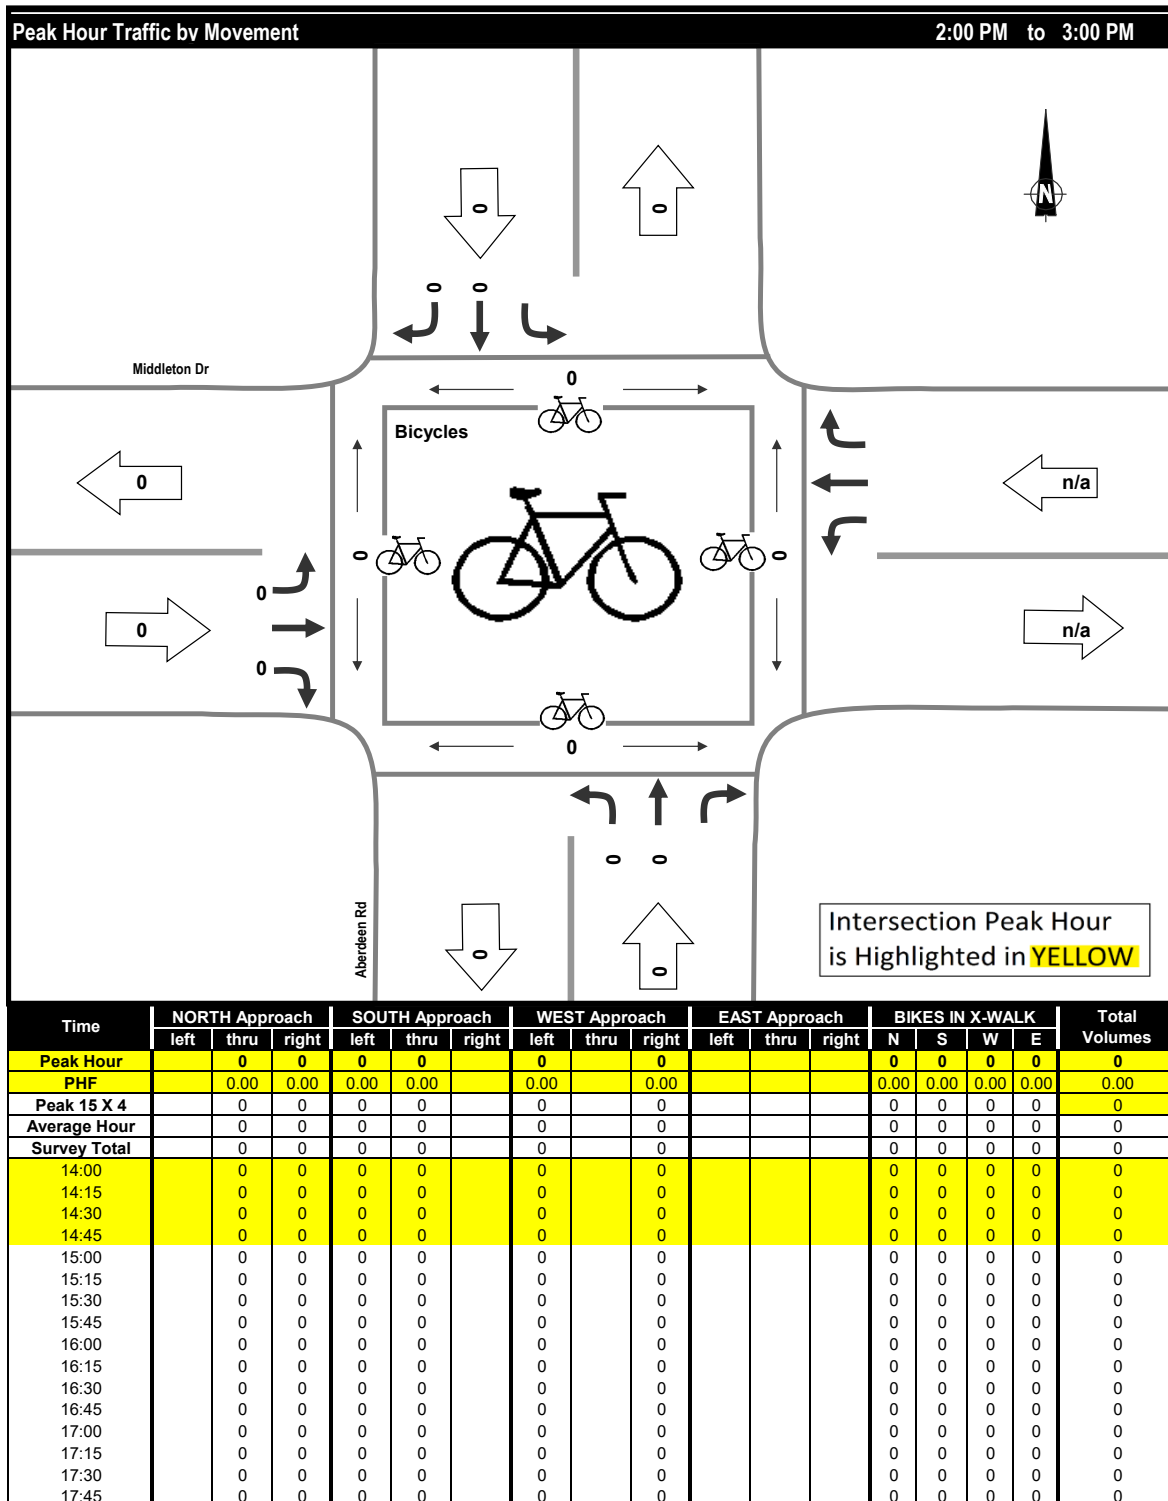 Peak Hour Traffic by Movement 2:00 PM to 3:00 PM
0 0
N
0 0
Middleton Dr
0
Bicycles
0 n/a
0 0
0
0 n/a
0
0
0 0
Aberdeen Rd
0 0
Intersection Peak Hour
is Highlighted in YELLOW
Time NORTH Approach SOUTH Approach WEST Approach EAST Approach BIKES IN X-WALK Total Volumes
left thru right left thru right left thru right left thru right N S W E
Peak Hour 0 0 0 0 0 0 0 0 0 0 0
PHF 0.00 0.00 0.00 0.00 0.00 0.00 0.00 0.00 0.00 0.00 0.00
Peak 15 X 4 0 0 0 0 0 0 0 0 0 0 0
Average Hour 0 0 0 0 0 0 0 0 0 0 0
Survey Total 0 0 0 0 0 0 0 0 0 0 0
14:00 0 0 0 0 0 0 0 0 0 0 0
14:15 0 0 0 0 0 0 0 0 0 0 0
14:30 0 0 0 0 0 0 0 0 0 0 0
14:45 0 0 0 0 0 0 0 0 0 0 0
15:00 0 0 0 0 0 0 0 0 0 0 0
15:15 0 0 0 0 0 0 0 0 0 0 0
15:30 0 0 0 0 0 0 0 0 0 0 0
15:45 0 0 0 0 0 0 0 0 0 0 0
16:00 0 0 0 0 0 0 0 0 0 0 0
16:15 0 0 0 0 0 0 0 0 0 0 0
16:30 0 0 0 0 0 0 0 0 0 0 0
16:45 0 0 0 0 0 0 0 0 0 0 0
17:00 0 0 0 0 0 0 0 0 0 0 0
17:15 0 0 0 0 0 0 0 0 0 0 0
17:30 0 0 0 0 0 0 0 0 0 0 0
17:45 0 0 0 0 0 0 0 0 0 0 0